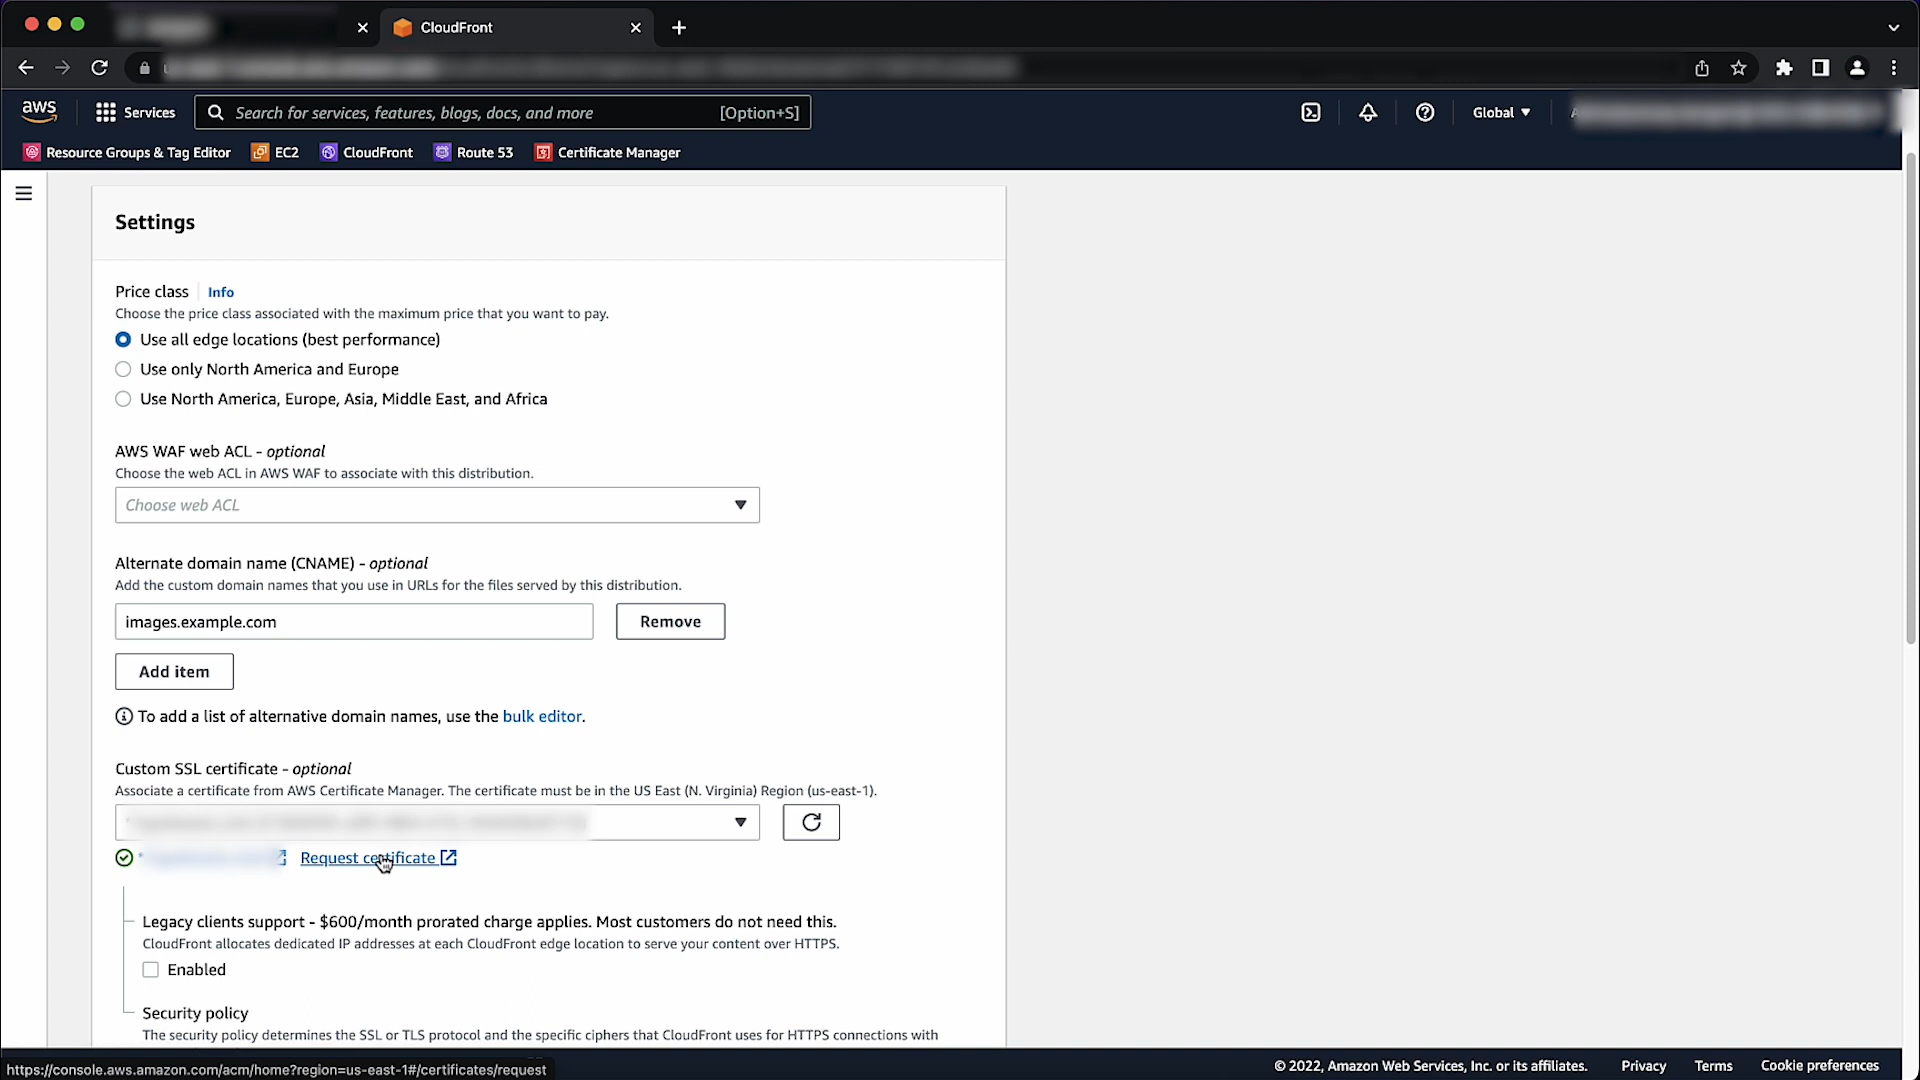 CloudFront
aws
Services
Search for services, features, blogs, docs, and more
[Option+S]
Global
Resource Groups & Tag Editor
EC2
CloudFront
Route 53
Certificate Manager
Settings
Price class
Info
Choose the price class associated with the maximum price that you want to pay.
Use all edge locations (best performance)
Use only North America and Europe
Use North America, Europe, Asia, Middle East, and Africa
AWS WAF web ACL - optional
Choose the web ACL in AWS WAF to associate with this distribution.
Choose web ACL
Alternate domain name (CNAME) - optional
Add the custom domain names that you use in URLs for the files served by this distribution.
images.example.com
Remove
Add item
To add a list of alternative domain names, use the bulk editor.
Custom SSL certificate - optional
Associate a certificate from AWS Certificate Manager. The certificate must be in the US East (N. Virginia) Region (us-east-1).
Request certificate
Legacy clients support - $600/month prorated charge applies. Most customers do not need this.
CloudFront allocates dedicated IP addresses at each CloudFront edge location to serve your content over HTTPS.
Enabled
Security policy
The security policy determines the SSL or TLS protocol and the specific ciphers that CloudFront uses for HTTPS connections with
https://console.aws.amazon.com/acm/home?region=us-east-1#/certificates/request
© 2022, Amazon Web Services, Inc. or its affiliates.
Privacy
Terms
Cookie preferences